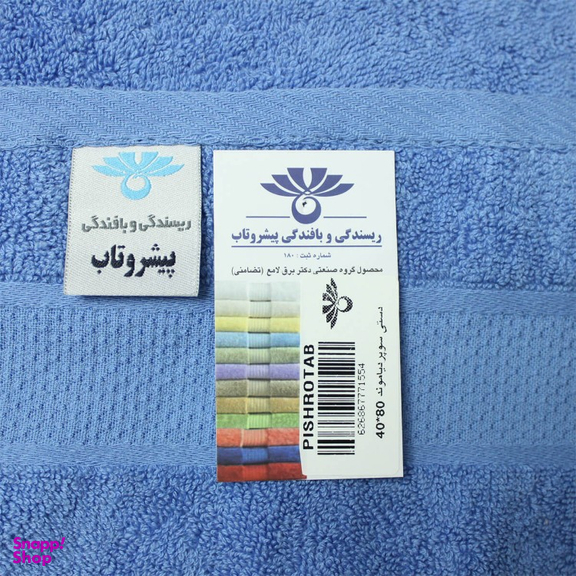 ریسندگی و بافندگی
پیشروتاب
ریسندگی و بافندگی پیشروتاب
شماره ثبت : ۱۸۰
محصول گروه صنعتی دکتر برق لامع (تضامنی)
PISHROTAB
6268677771554
دستی سوپر دیاموند 80*40
Snapp!
Shop